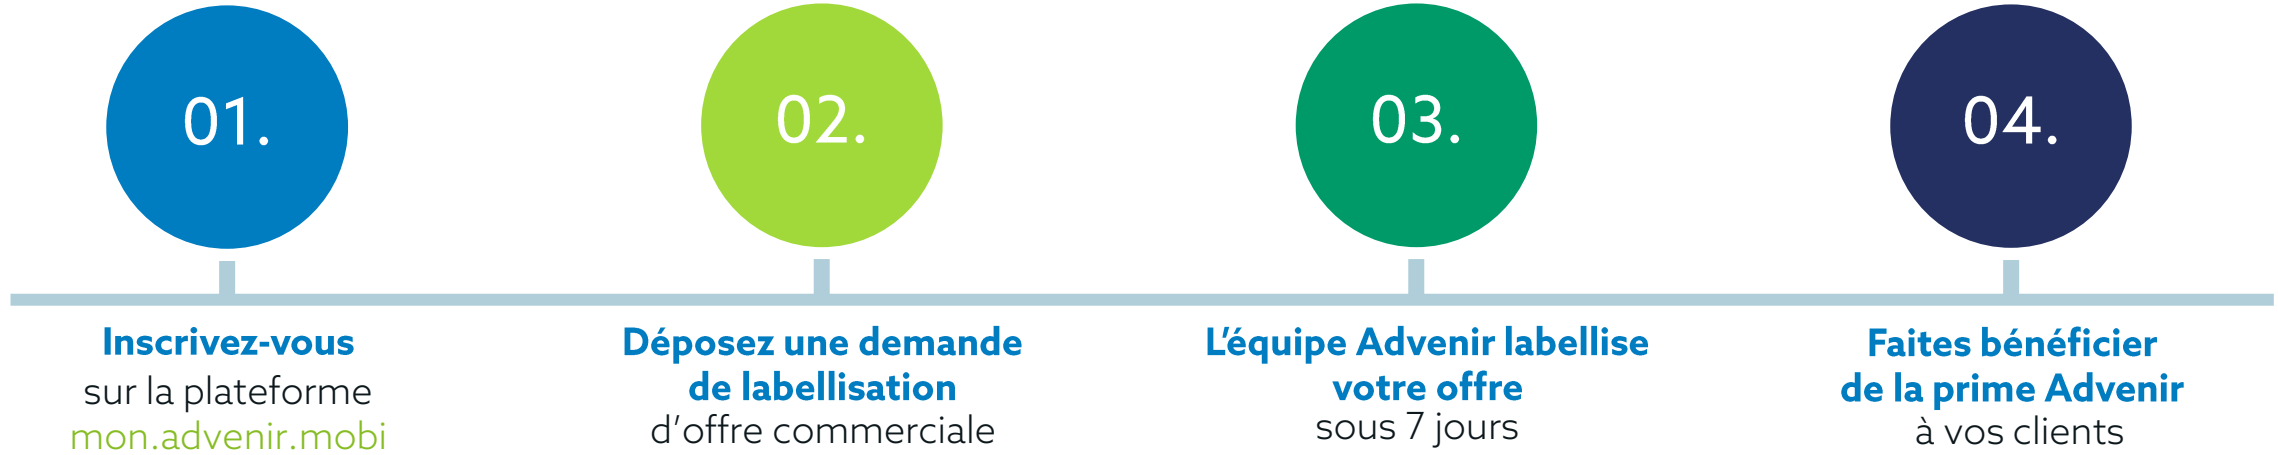 01.
Inscrivez-vous
sur la plateforme
mon.advenir.mobi
02.
Déposez une demande
de labellisation
d’offre commerciale
03.
L’équipe Advenir labellise
votre offre
sous 7 jours
04.
Faites bénéficier
de la prime Advenir
à vos clients